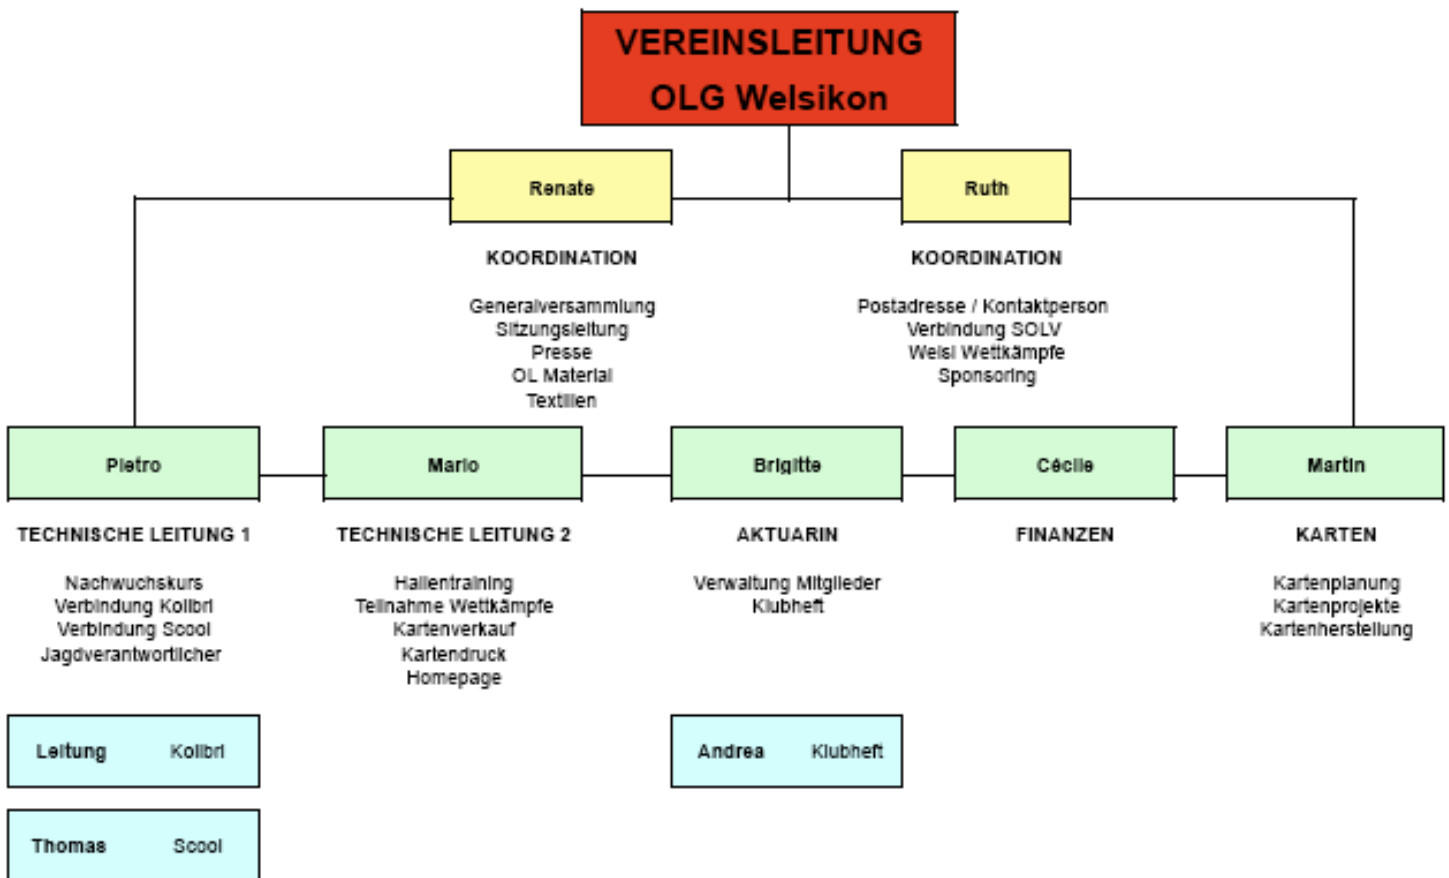 VEREINSLEITUNG
OLG Welsikon
Renate
Ruth
KOORDINATION
Generalversammlung
Sitzungsleitung
Presse
OL Material
Textilien
KOORDINATION
Postadresse / Kontaktperson
Verbindung SOLV
Welsi Wettkämpfe
Sponsoring
Pietro
Mario
Brigitte
Cécile
Martin
TECHNISCHE LEITUNG 1
Nachwuchskurs
Verbindung Kolibri
Verbindung Scool
Jagdverantwortlicher
TECHNISCHE LEITUNG 2
Hallentraining
Teilnahme Wettkämpfe
Kartenverkauf
Kartendruck
Homepage
AKTUARIN
Verwaltung Mitglieder
Klubheft
FINANZEN
KARTEN
Kartenplanung
Kartenprojekte
Kartenherstellung
Leitung Kolibri
Andrea Klubheft
Thomas Scool